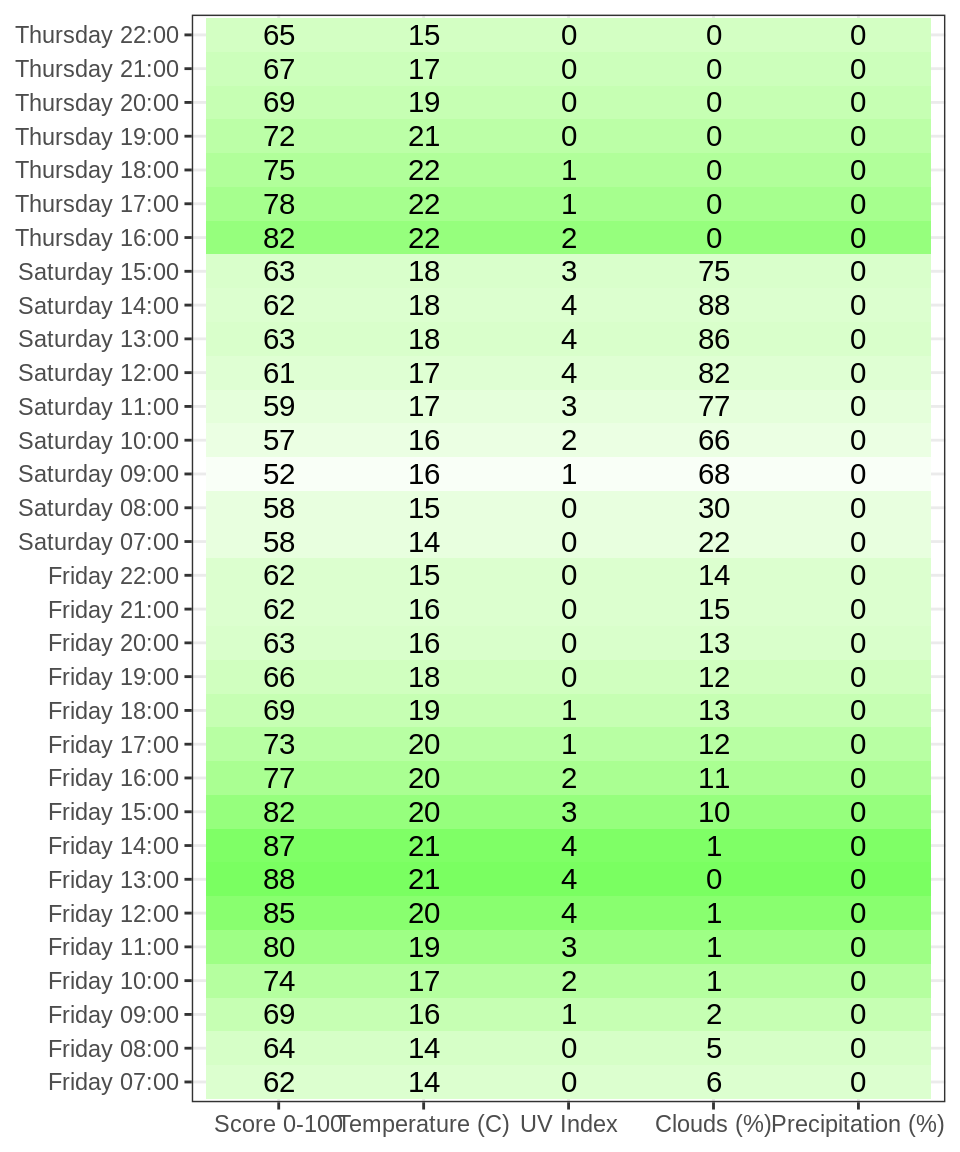 Thursday 22:00 65 15 0 0 0
Thursday 21:00 67 17 0 0 0
Thursday 20:00 69 19 0 0 0
Thursday 19:00 72 21 0 0 0
Thursday 18:00 75 22 1 0 0
Thursday 17:00 78 22 1 0 0
Thursday 16:00 82 22 2 0 0
Saturday 15:00 63 18 3 75 0
Saturday 14:00 62 18 4 88 0
Saturday 13:00 63 18 4 86 0
Saturday 12:00 61 17 4 82 0
Saturday 11:00 59 17 3 77 0
Saturday 10:00 57 16 2 66 0
Saturday 09:00 52 16 1 68 0
Saturday 08:00 58 15 0 30 0
Saturday 07:00 58 14 0 22 0
Friday 22:00 62 15 0 14 0
Friday 21:00 62 16 0 15 0
Friday 20:00 63 16 0 13 0
Friday 19:00 66 18 0 12 0
Friday 18:00 69 19 1 13 0
Friday 17:00 73 20 1 12 0
Friday 16:00 77 20 2 11 0
Friday 15:00 82 20 3 10 0
Friday 14:00 87 21 4 1 0
Friday 13:00 88 21 4 0 0
Friday 12:00 85 20 4 1 0
Friday 11:00 80 19 3 1 0
Friday 10:00 74 17 2 1 0
Friday 09:00 69 16 1 2 0
Friday 08:00 64 14 0 5 0
Friday 07:00 62 14 0 6 0
Score 0-100 Temperature (C) UV Index Clouds (%) Precipitation (%)